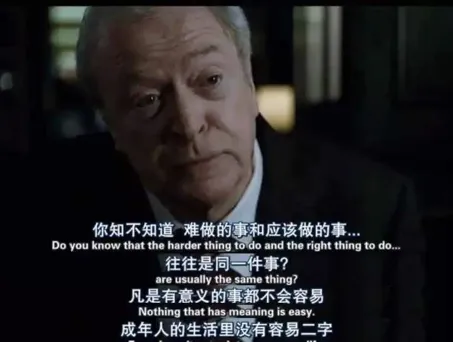 你知不知道 难做的事和应该做的事...
Do you know that the harder thing to do and the right thing to do...
往往是同一件事?
are usually the same thing?
凡是有意义的事都不会容易
Nothing that has meaning is easy.
成年人的生活里没有容易二字